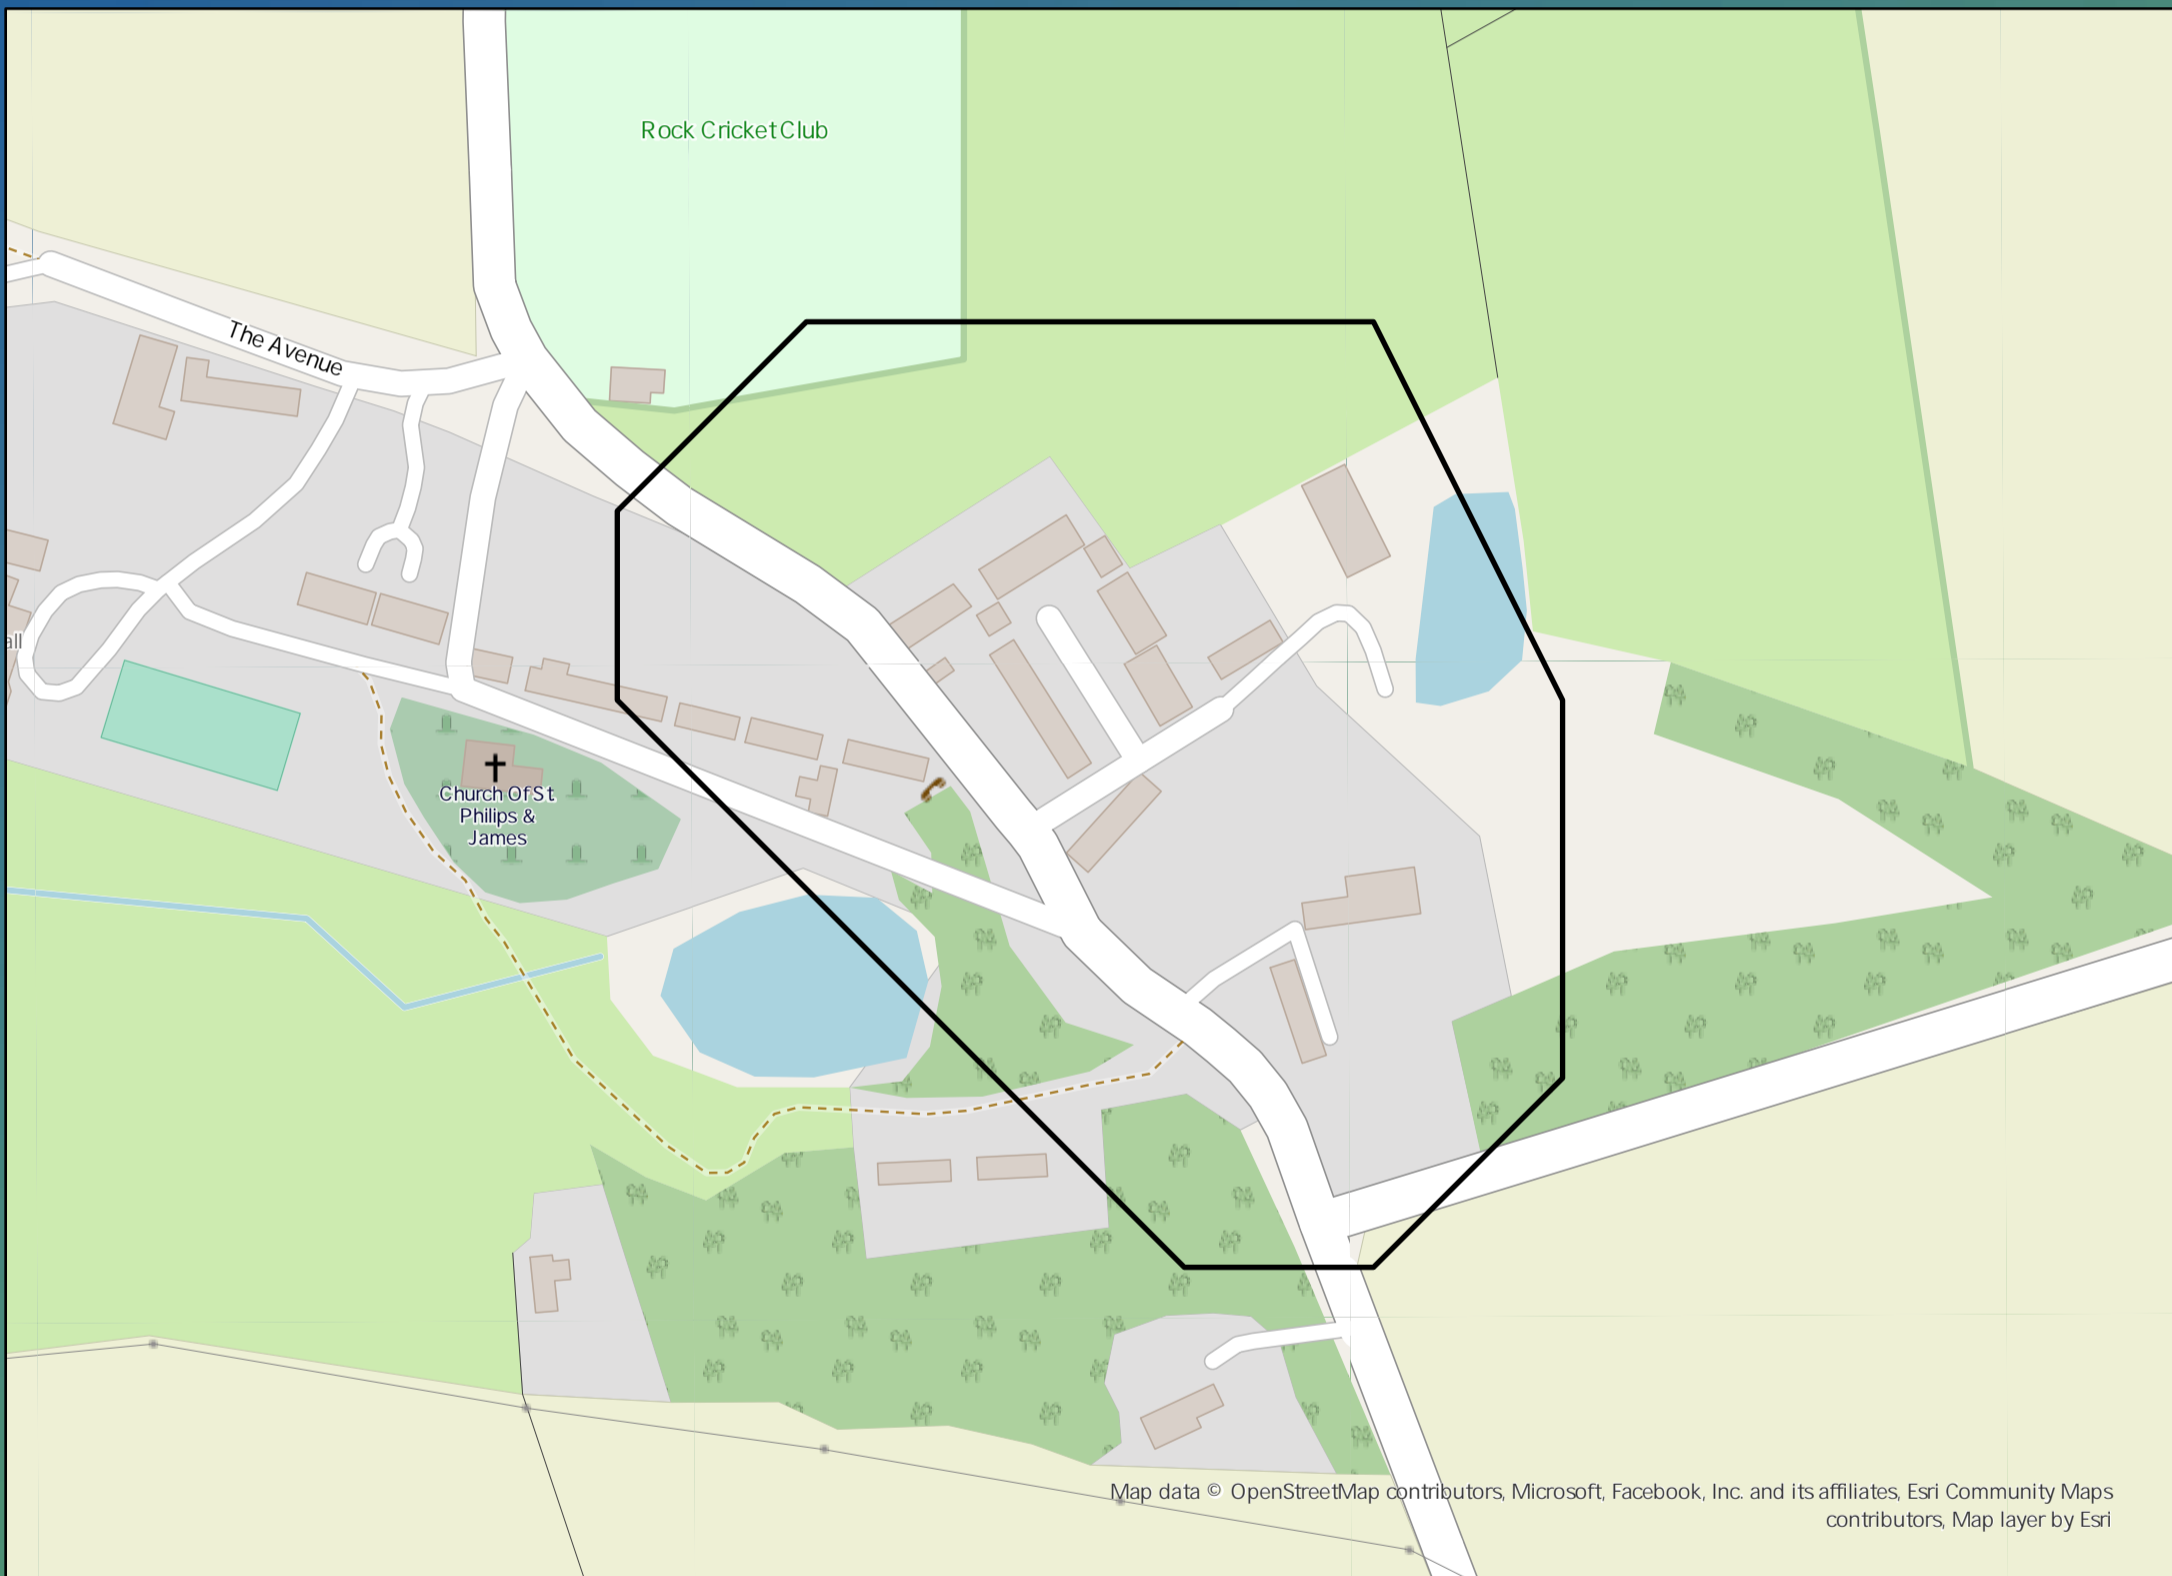 Rock Cricket Club
The Avenue
all
Church Of St
Philips &
James
Map data © OpenStreetMap contributors, Microsoft, Facebook, Inc. and its affiliates, Esri Community Maps
contributors, Map layer by Esri